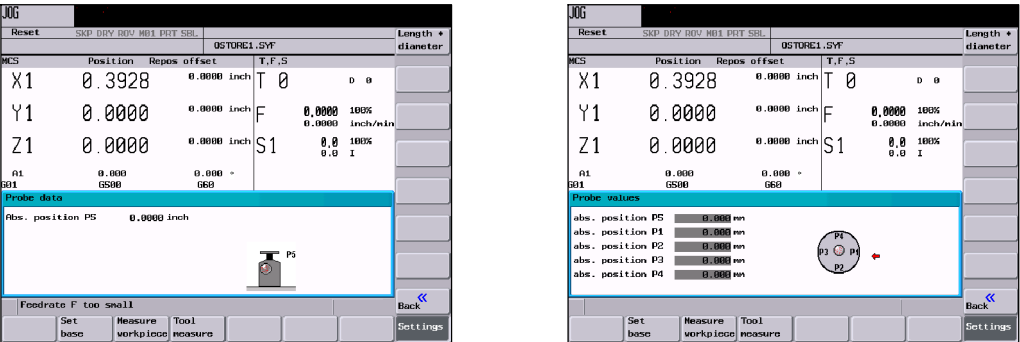 JOG
Reset SKP DRY ROV M01 PRT SBL Length +
OSTORE1.SYF diameter
MCS Position Repos offset T,F,S
X1 0.3928 0.0000 inch T 0 D 0
Y1 0.0000 0.0000 inch F 0.0000 100%
0.0000 inch/min
Z1 0.0000 0.0000 inch S1 0.0 100%
0.0 I
A1 0.000 0.000 °
G01 G500 G60
Probe data
Abs. position P5 0.0000 inch
P5
Feedrate F too small
« Back
Set base Measure workpiece Tool measure Settings
JOG
Reset SKP DRY ROV M01 PRT SBL Length +
OSTORE1.SYF diameter
MCS Position Repos offset T,F,S
X1 0.3928 0.0000 inch T 0 D 0
Y1 0.0000 0.0000 inch F 0.0000 100%
0.0000 inch/min
Z1 0.0000 0.0000 inch S1 0.0 100%
0.0 I
A1 0.000 0.000 °
G01 G500 G60
Probe values
abs. position P5 0.000 mm
abs. position P1 0.000 mm
abs. position P2 0.000 mm
abs. position P3 0.000 mm
abs. position P4 0.000 mm
P4
P3 P1
P2
« Back
Set base Measure workpiece Tool measure Settings